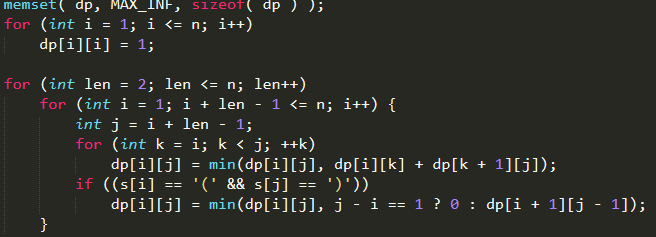 memset( dp, MAX_INF, sizeof( dp ) );
for (int i = 1; i <= n; i++)
    dp[i][i] = 1;

for (int len = 2; len <= n; len++)
    for (int i = 1; i + len - 1 <= n; i++) {
        int j = i + len - 1;
        for (int k = i; k < j; ++k)
            dp[i][j] = min(dp[i][j], dp[i][k] + dp[k + 1][j]);
        if ((s[i] == '(' && s[j] == ')'))
            dp[i][j] = min(dp[i][j], j - i == 1 ? 0 : dp[i + 1][j - 1]);
    }